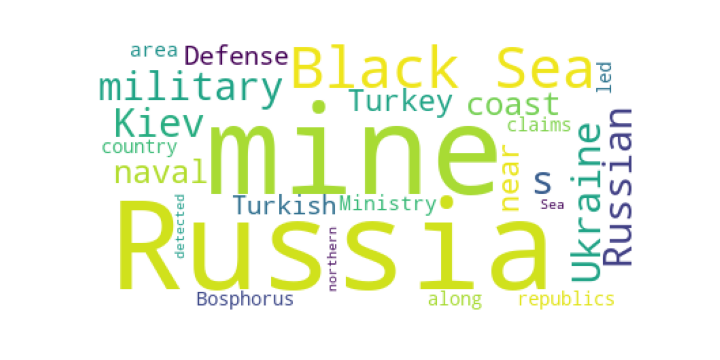 area
Defense
Black Sea
led
military
Turkey
coast
Kiev
mine
claims
Ukraine
Russian
country
naval
near
s
Turkish
Ministry
Sea
detected
Russia
northern
Bosphorus
along
republics